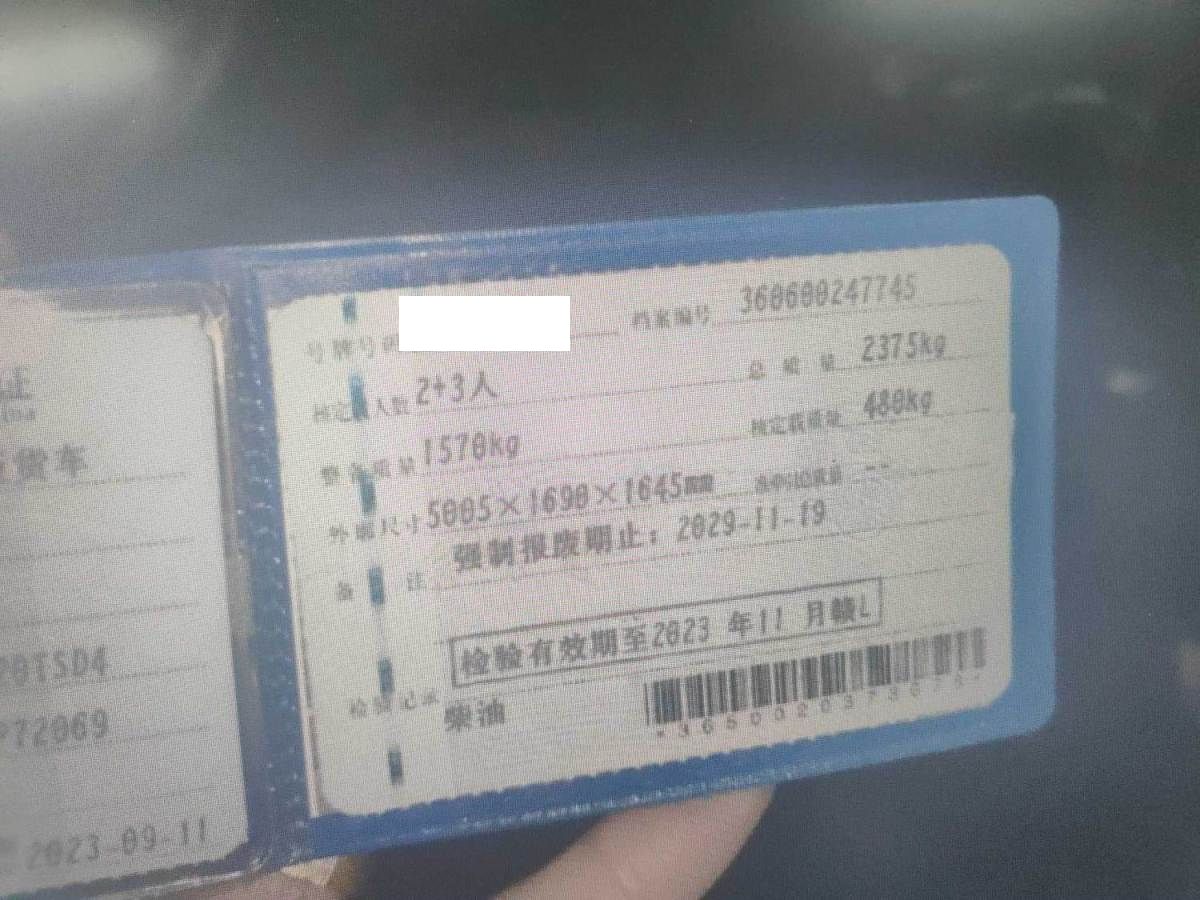 证
货车
20TSD4
P72069
2023-09-11
号牌号 档案编号 360600247745
核定 人数 2+3人 总质量 2375kg
整备质量 1570kg 核定载质量 480kg
外廓尺寸 5005×1690×1645mm --
备注 强制报废期止：2029-11-19
检验有效期至2023 年11 月赣L
检验记录 柴油